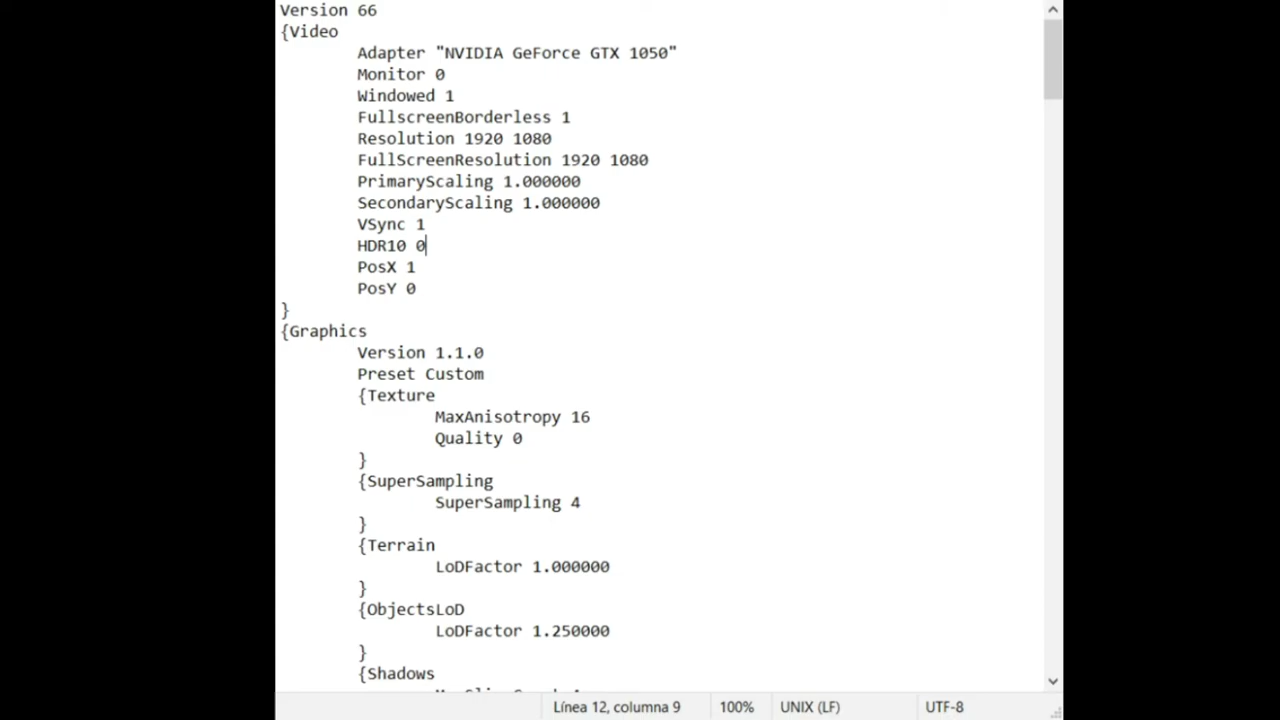 Version 66
{Video
Adapter "NVIDIA GeForce GTX 1050"
Monitor 0
Windowed 1
FullscreenBorderless 1
Resolution 1920 1080
FullScreenResolution 1920 1080
PrimaryScaling 1.000000
SecondaryScaling 1.000000
VSync 1
HDR10 0
PosX 1
PosY 0
}
{Graphics
Version 1.1.0
Preset Custom
{Texture
MaxAnisotropy 16
Quality 0
}
{SuperSampling
SuperSampling 4
}
{Terrain
LoDFactor 1.000000
}
{ObjectsLoD
LoDFactor 1.250000
}
{Shadows
Línea 12, columna 9 100% UNIX (LF) UTF-8